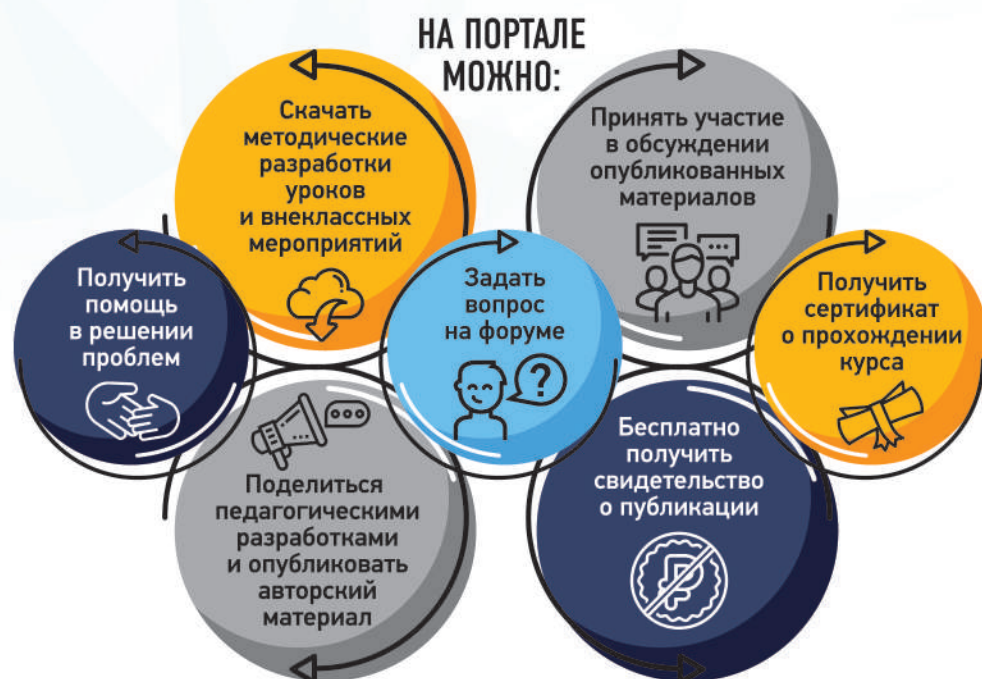 НА ПОРТАЛЕ
МОЖНО:
Скачать
методические
разработки
уроков
и внеклассных
мероприятий
Принять участие
в обсуждении
опубликованных
материалов
Получить
помощь
в решении
проблем
Задать
вопрос
на форуме
?
Получить
сертификат
о прохождении
курса
Поделиться
педагогическими
разработками
и опубликовать
авторский
материал
Бесплатно
получить
свидетельство
о публикации